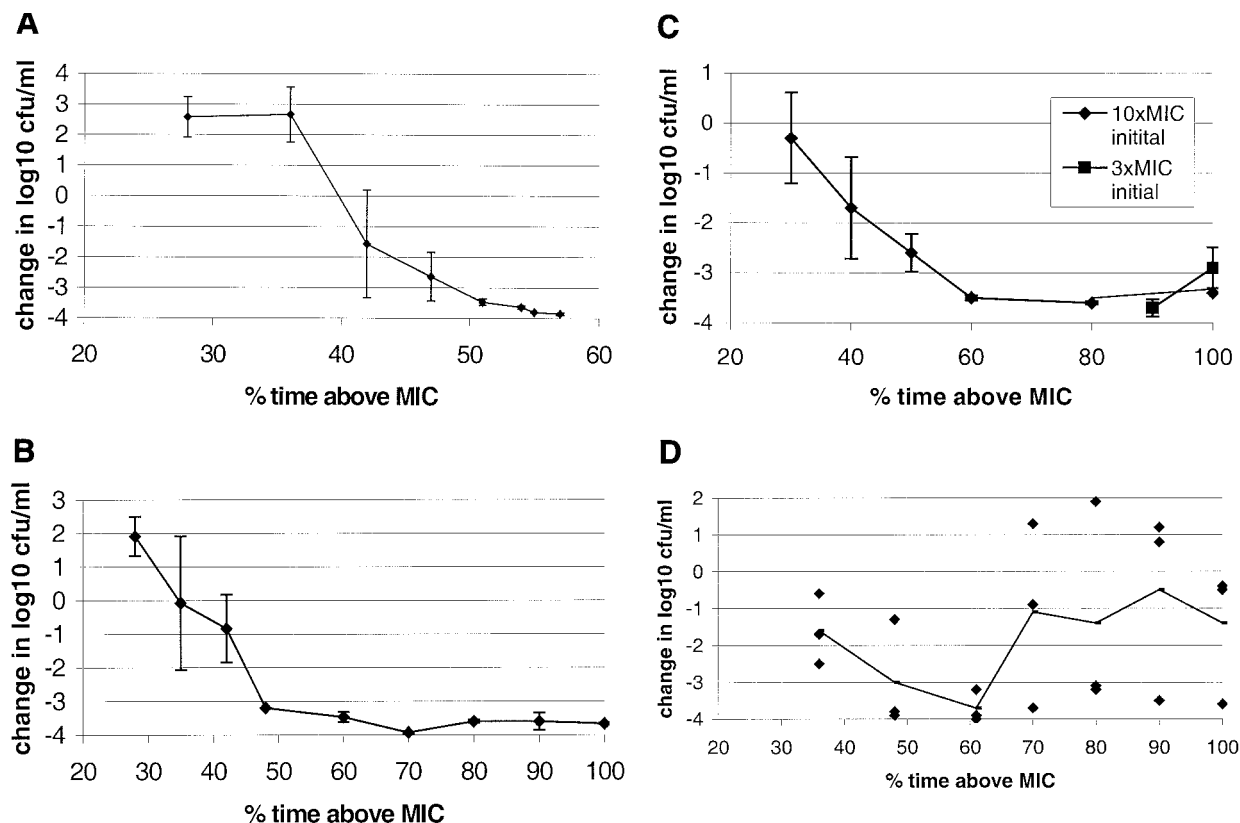 A
change in log10 cfu/ml
4
3
2
1
0
-1
-2
-3
-4
20 30 40 50 60
% time above MIC
B
change in log10 cfu/ml
3
2
1
0
-1
-2
-3
-4
20 30 40 50 60 70 80 90 100
% time above MIC
C
change in log10 cfu/ml
1
0
-1
-2
-3
-4
10xMIC
initital
3xMIC
initial
20 40 60 80 100
% time above MIC
D
change in log10 cfu/ml
2
1
0
-1
-2
-3
-4
20 30 40 50 60 70 80 90 100
% time above MIC